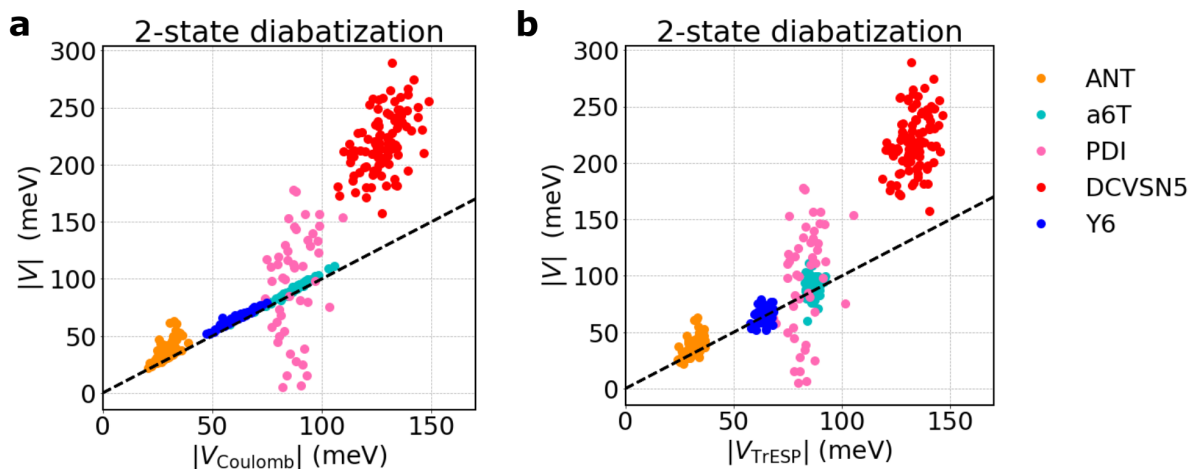 a
2-state diabatization
300
250
200
150
100
50
0
|V| (meV)
0 50 100 150
|V_Coulomb| (meV)
b
2-state diabatization
300
250
200
150
100
50
0
|V| (meV)
0 50 100 150
|V_TrESP| (meV)
ANT
a6T
PDI
DCVSN5
Y6